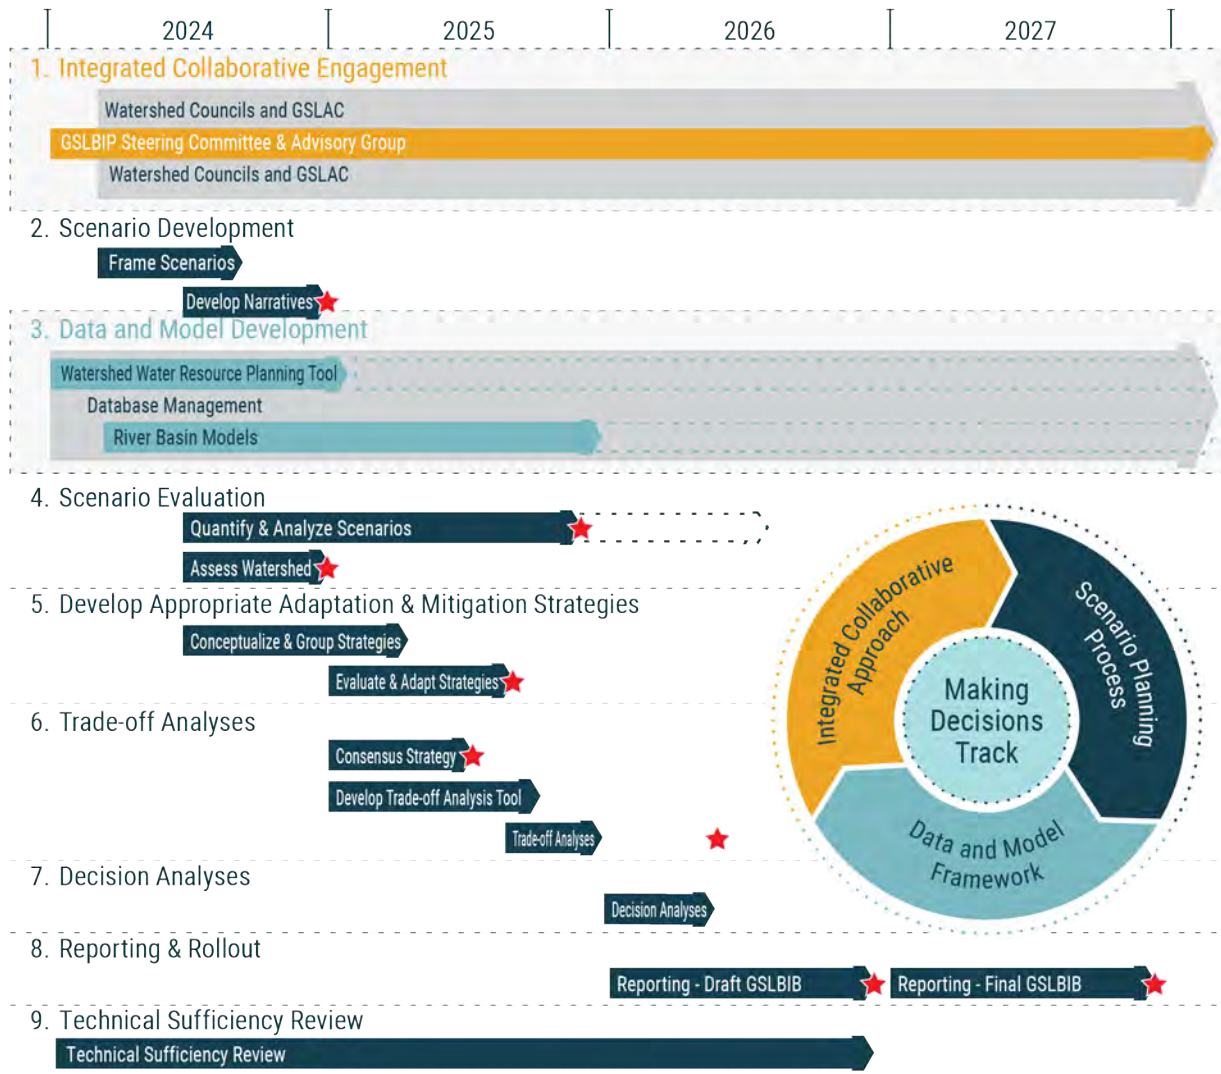 2024 2025 2026 2027
1. Integrated Collaborative Engagement
Watershed Councils and GSLAC
GSLBIP Steering Committee & Advisory Group
Watershed Councils and GSLAC
2. Scenario Development
Frame Scenarios
Develop Narratives
3. Data and Model Development
Watershed Water Resource Planning Tool
Database Management
River Basin Models
4. Scenario Evaluation
Quantify & Analyze Scenarios
Assess Watershed
5. Develop Appropriate Adaptation & Mitigation Strategies
Conceptualize & Group Strategies
Evaluate & Adapt Strategies
6. Trade-off Analyses
Consensus Strategy
Develop Trade-off Analysis Tool
Trade-off Analyses
7. Decision Analyses
Decision Analyses
8. Reporting & Rollout
Reporting - Draft GSLBIB
Reporting - Final GSLBIB
9. Technical Sufficiency Review
Technical Sufficiency Review
Integrated Collaborative
Approach
Scenario Planning
Process
Making
Decisions
Track
Data and Model
Framework